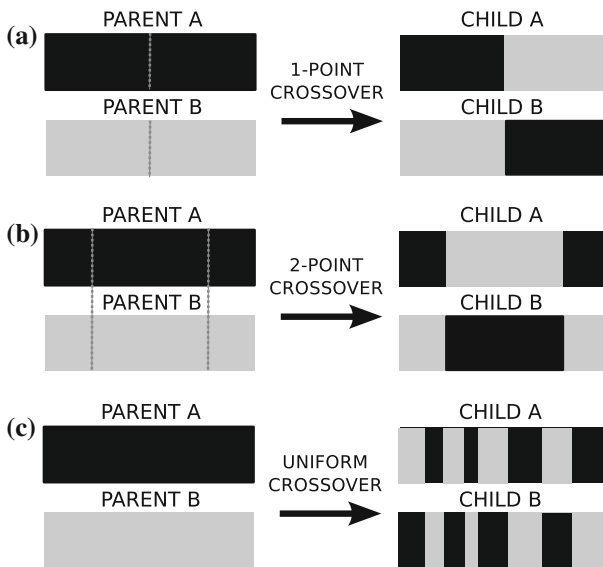 (a)
PARENT A
PARENT B
1-POINT
CROSSOVER
CHILD A
CHILD B
(b)
PARENT A
PARENT B
2-POINT
CROSSOVER
CHILD A
CHILD B
(c)
PARENT A
PARENT B
UNIFORM
CROSSOVER
CHILD A
CHILD B